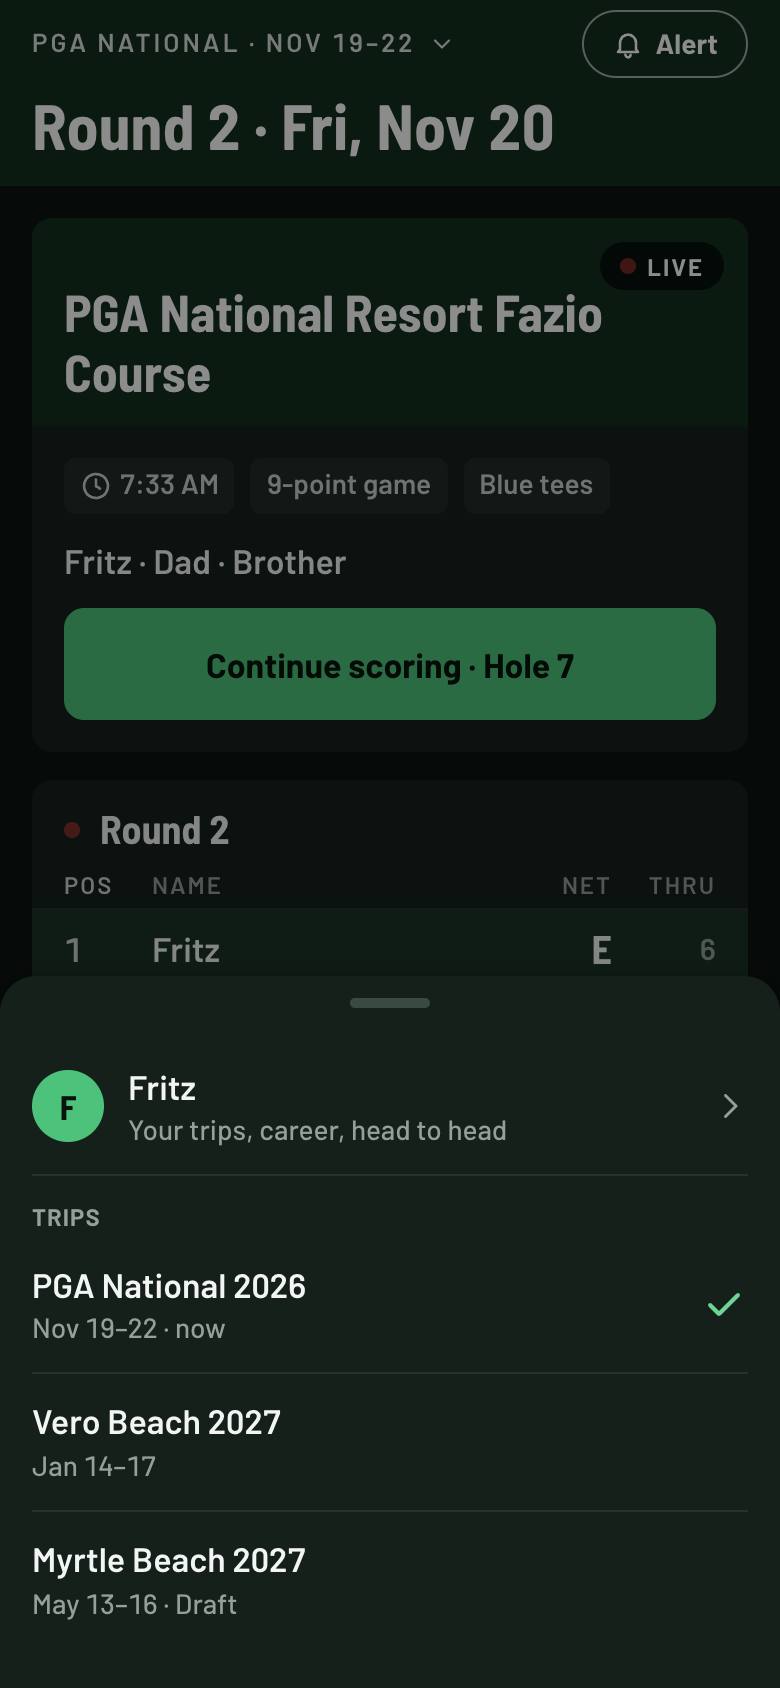 PGA NATIONAL · NOV 19–22
Alert
Round 2 · Fri, Nov 20
LIVE
PGA National Resort Fazio
Course
7:33 AM
9-point game
Blue tees
Fritz · Dad · Brother
Continue scoring · Hole 7
Round 2
POS NAME NET THRU
1 Fritz E 6
F
Fritz
Your trips, career, head to head
TRIPS
PGA National 2026
Nov 19–22 · now
Vero Beach 2027
Jan 14–17
Myrtle Beach 2027
May 13–16 · Draft